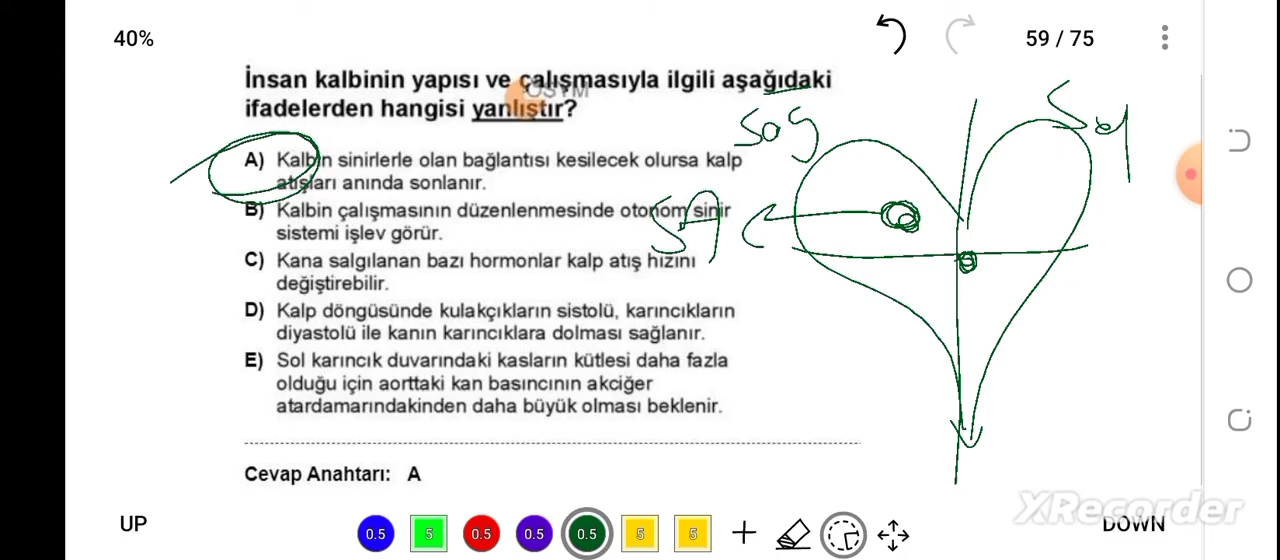 40%
59 / 75
İnsan kalbinin yapısı ve çalışmasıyla ilgili aşağıdaki
ifadelerden hangisi yanlıştır?
ÖSYM
A) Kalbin sinirlerle olan bağlantısı kesilecek olursa kalp
atışları anında sonlanır.
B) Kalbin çalışmasının düzenlenmesinde otonom sinir
sistemi işlev görür.
C) Kana salgılanan bazı hormonlar kalp atış hızını
değiştirebilir.
D) Kalp döngüsünde kulakçıkların sistolü, karıncıkların
diyastolü ile kanın karıncıklara dolması sağlanır.
E) Sol karıncık duvarındaki kasların kütlesi daha fazla
olduğu için aorttaki kan basıncının akciğer
atardamarındakinden daha büyük olması beklenir.
Cevap Anahtarı: A
Sağ
Sol
SA
UP
0.5
5
0.5
0.5
0.5
5
5
DOWN
XRecorder